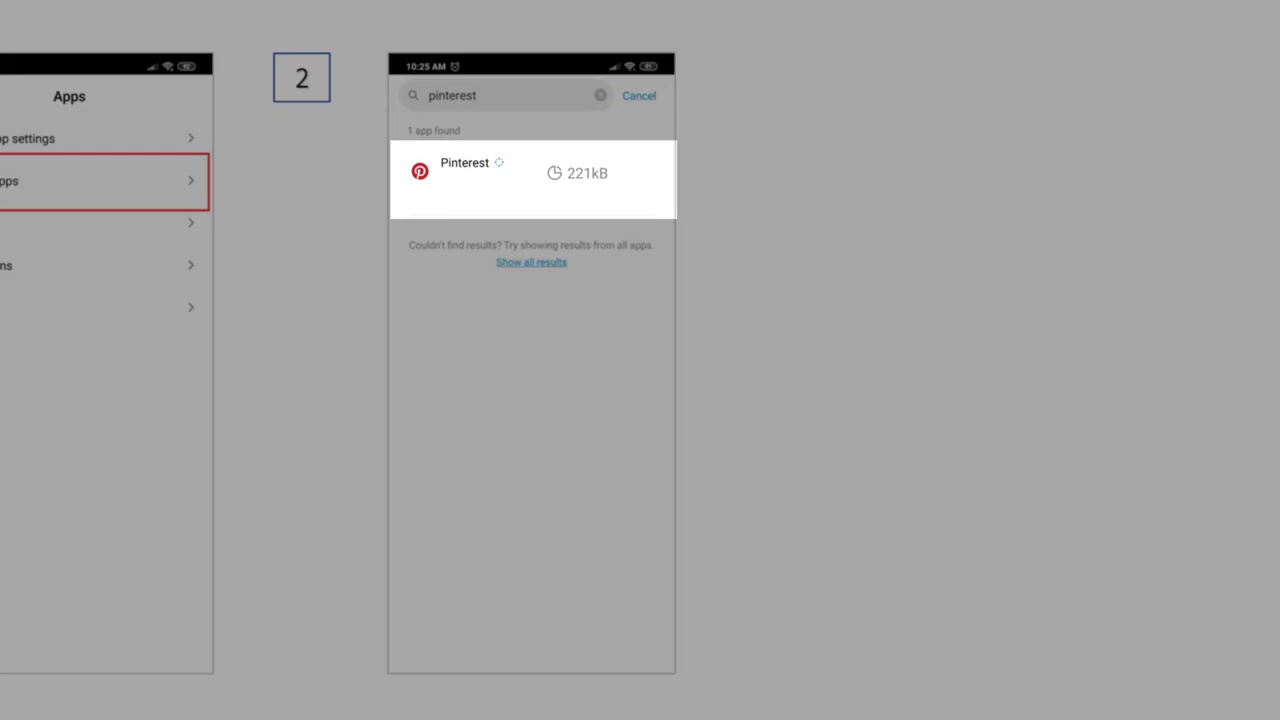 Apps
pp settings
pps
ns
2
10:25 AM
pinterest
Cancel
1 app found
Pinterest
221kB
Couldn't find results? Try showing results from all apps.
Show all results